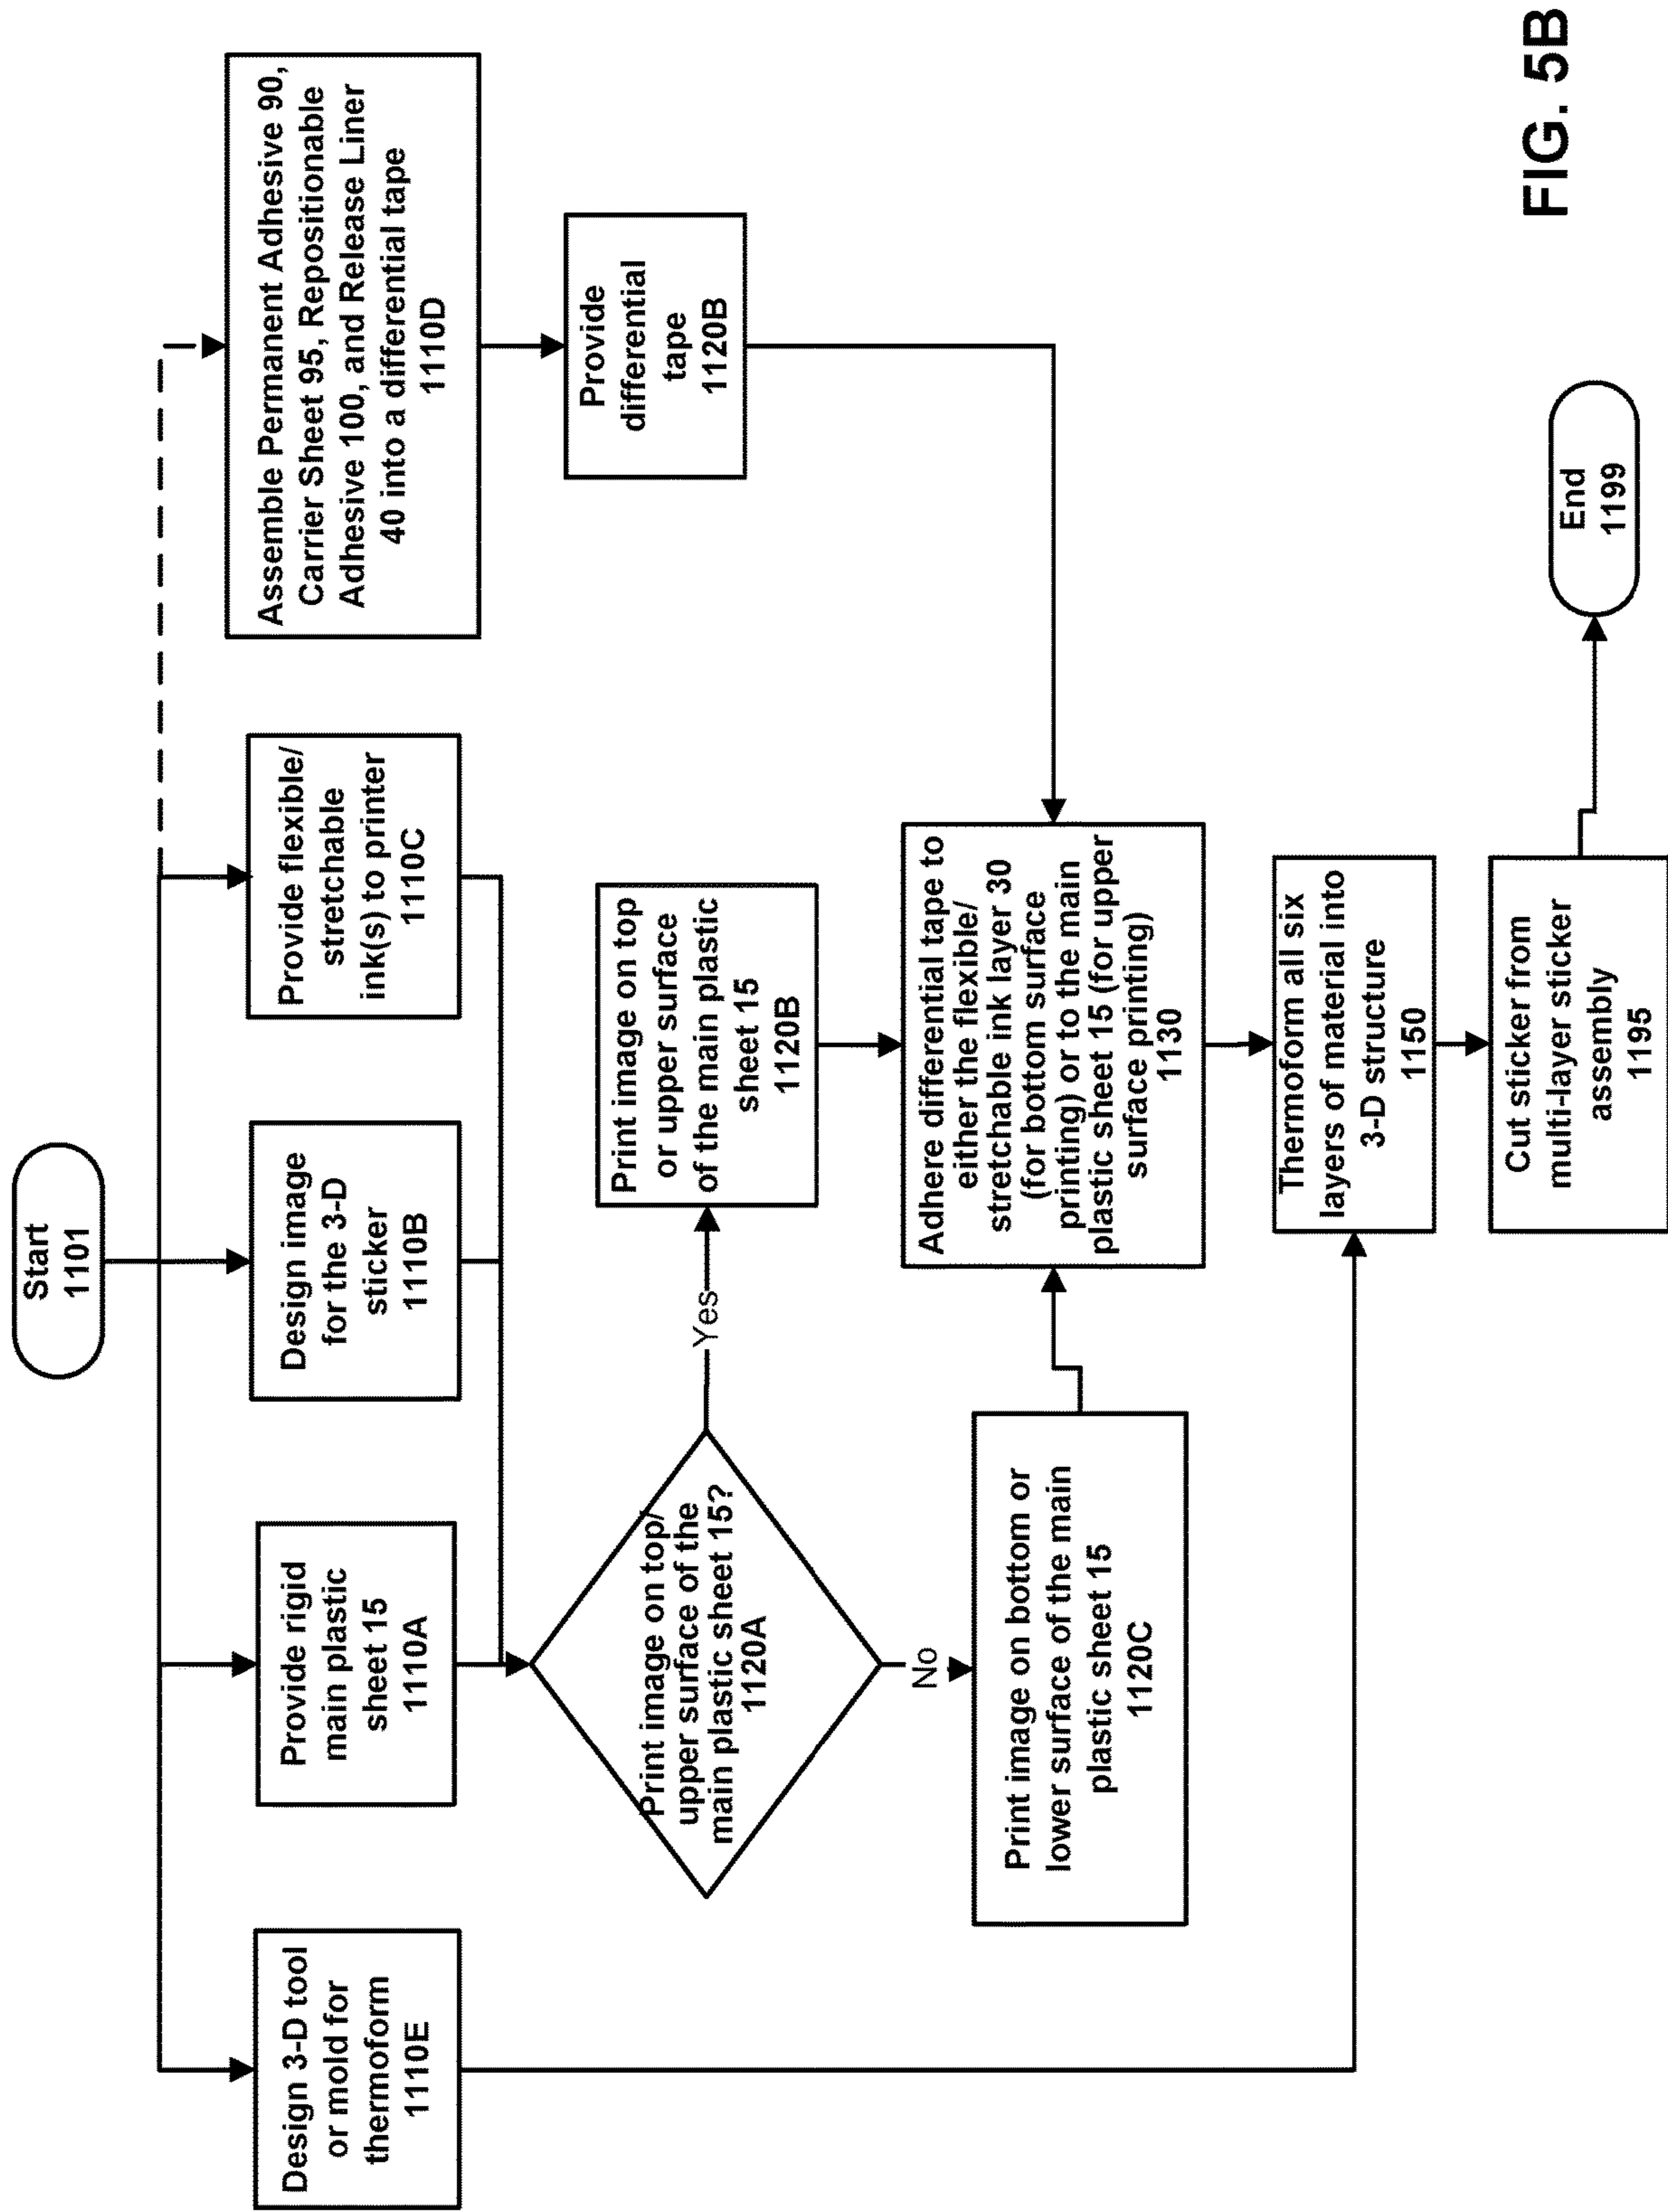 Start
1101
Design 3-D tool
or mold for
thermoform
1110E
Provide rigid
main plastic
sheet 15
1110A
Design image
for the 3-D
sticker
1110B
Provide flexible/
stretchable
ink(s) to printer
1110C
Assemble Permanent Adhesive 90,
Carrier Sheet 95, Repositionable
Adhesive 100, and Release Liner
40 into a differential tape
1110D
Print image on top/
upper surface of the
main plastic sheet 15?
1120A
Yes
No
Print image on top
or upper surface
of the main plastic
sheet 15
1120B
Provide
differential
tape
1120B
Print image on bottom or
lower surface of the main
plastic sheet 15
1120C
Adhere differential tape to
either the flexible/
stretchable ink layer 30
(for bottom surface
printing) or to the main
plastic sheet 15 (for upper
surface printing)
1130
Thermoform all six
layers of material into
3-D structure
1150
Cut sticker from
multi-layer sticker
assembly
1195
End
1199
FIG. 5B